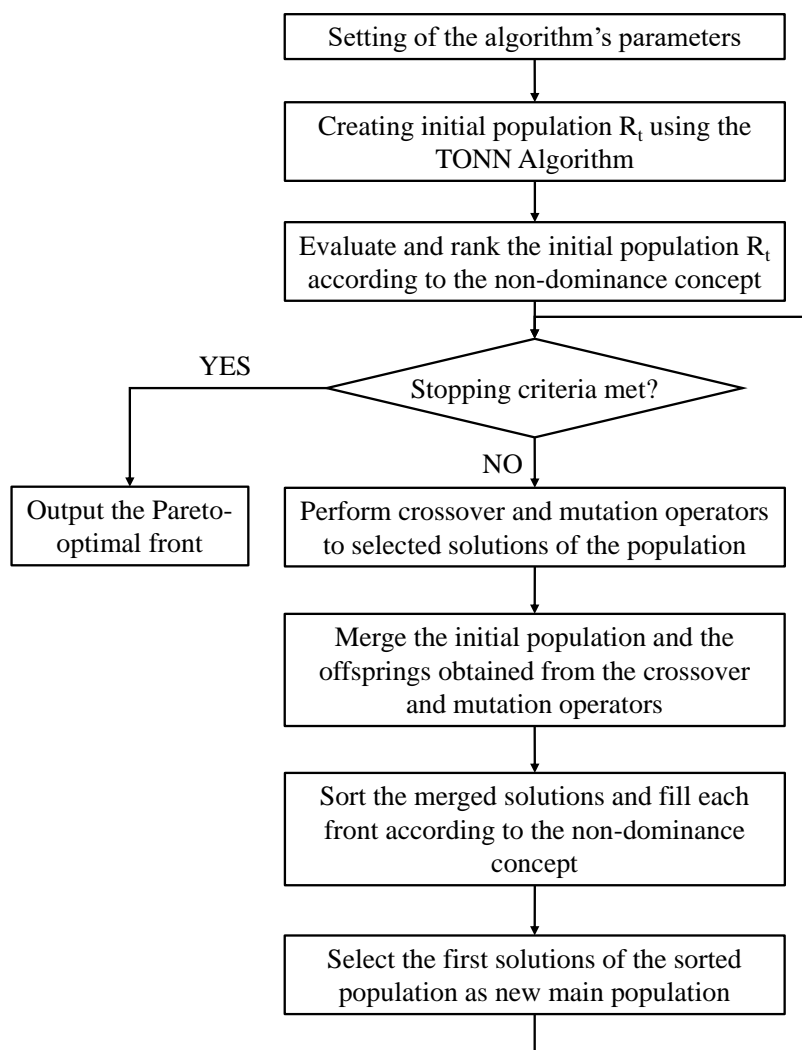 Setting of the algorithm’s parameters
Creating initial population Rt using the
TONN Algorithm
Evaluate and rank the initial population Rt
according to the non-dominance concept
YES
Stopping criteria met?
NO
Output the Pareto-
optimal front
Perform crossover and mutation operators
to selected solutions of the population
Merge the initial population and the
offsprings obtained from the crossover
and mutation operators
Sort the merged solutions and fill each
front according to the non-dominance
concept
Select the first solutions of the sorted
population as new main population